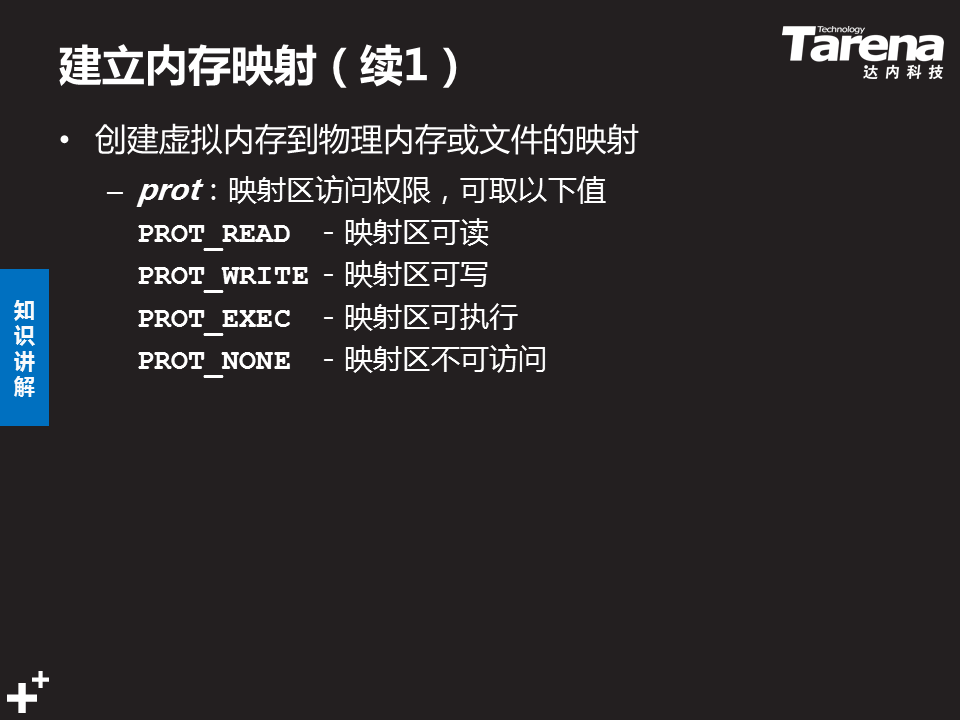 建立内存映射（续1）
Technology
Tarena
达内科技
• 创建虚拟内存到物理内存或文件的映射
– prot：映射区访问权限，可取以下值
PROT_READ - 映射区可读
PROT_WRITE - 映射区可写
PROT_EXEC - 映射区可执行
PROT_NONE - 映射区不可访问
知
识
讲
解